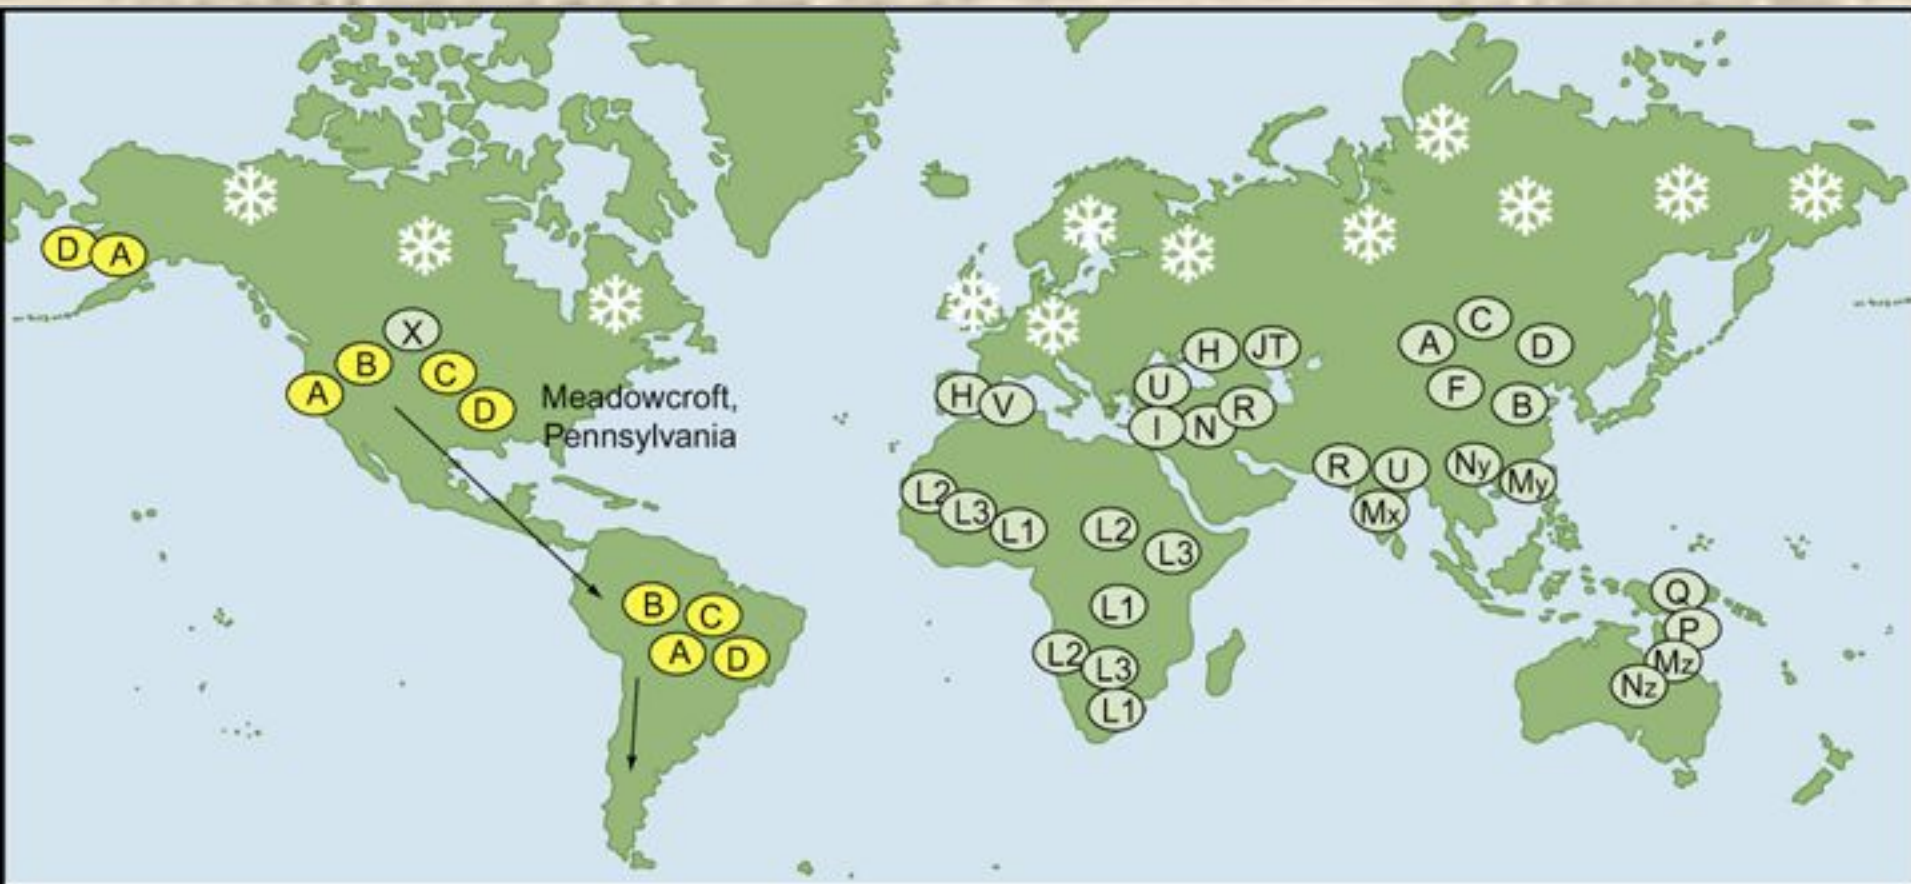 D A
X
B
C
A
D
Meadowcroft,
Pennsylvania
B C
A D
H JT
U
H V
R
I N
A C D
F B
R U
Mx
Ny My
L2 L3 L1
L2 L3
L1
L2 L3
L1
Q
P
Mz
Nz